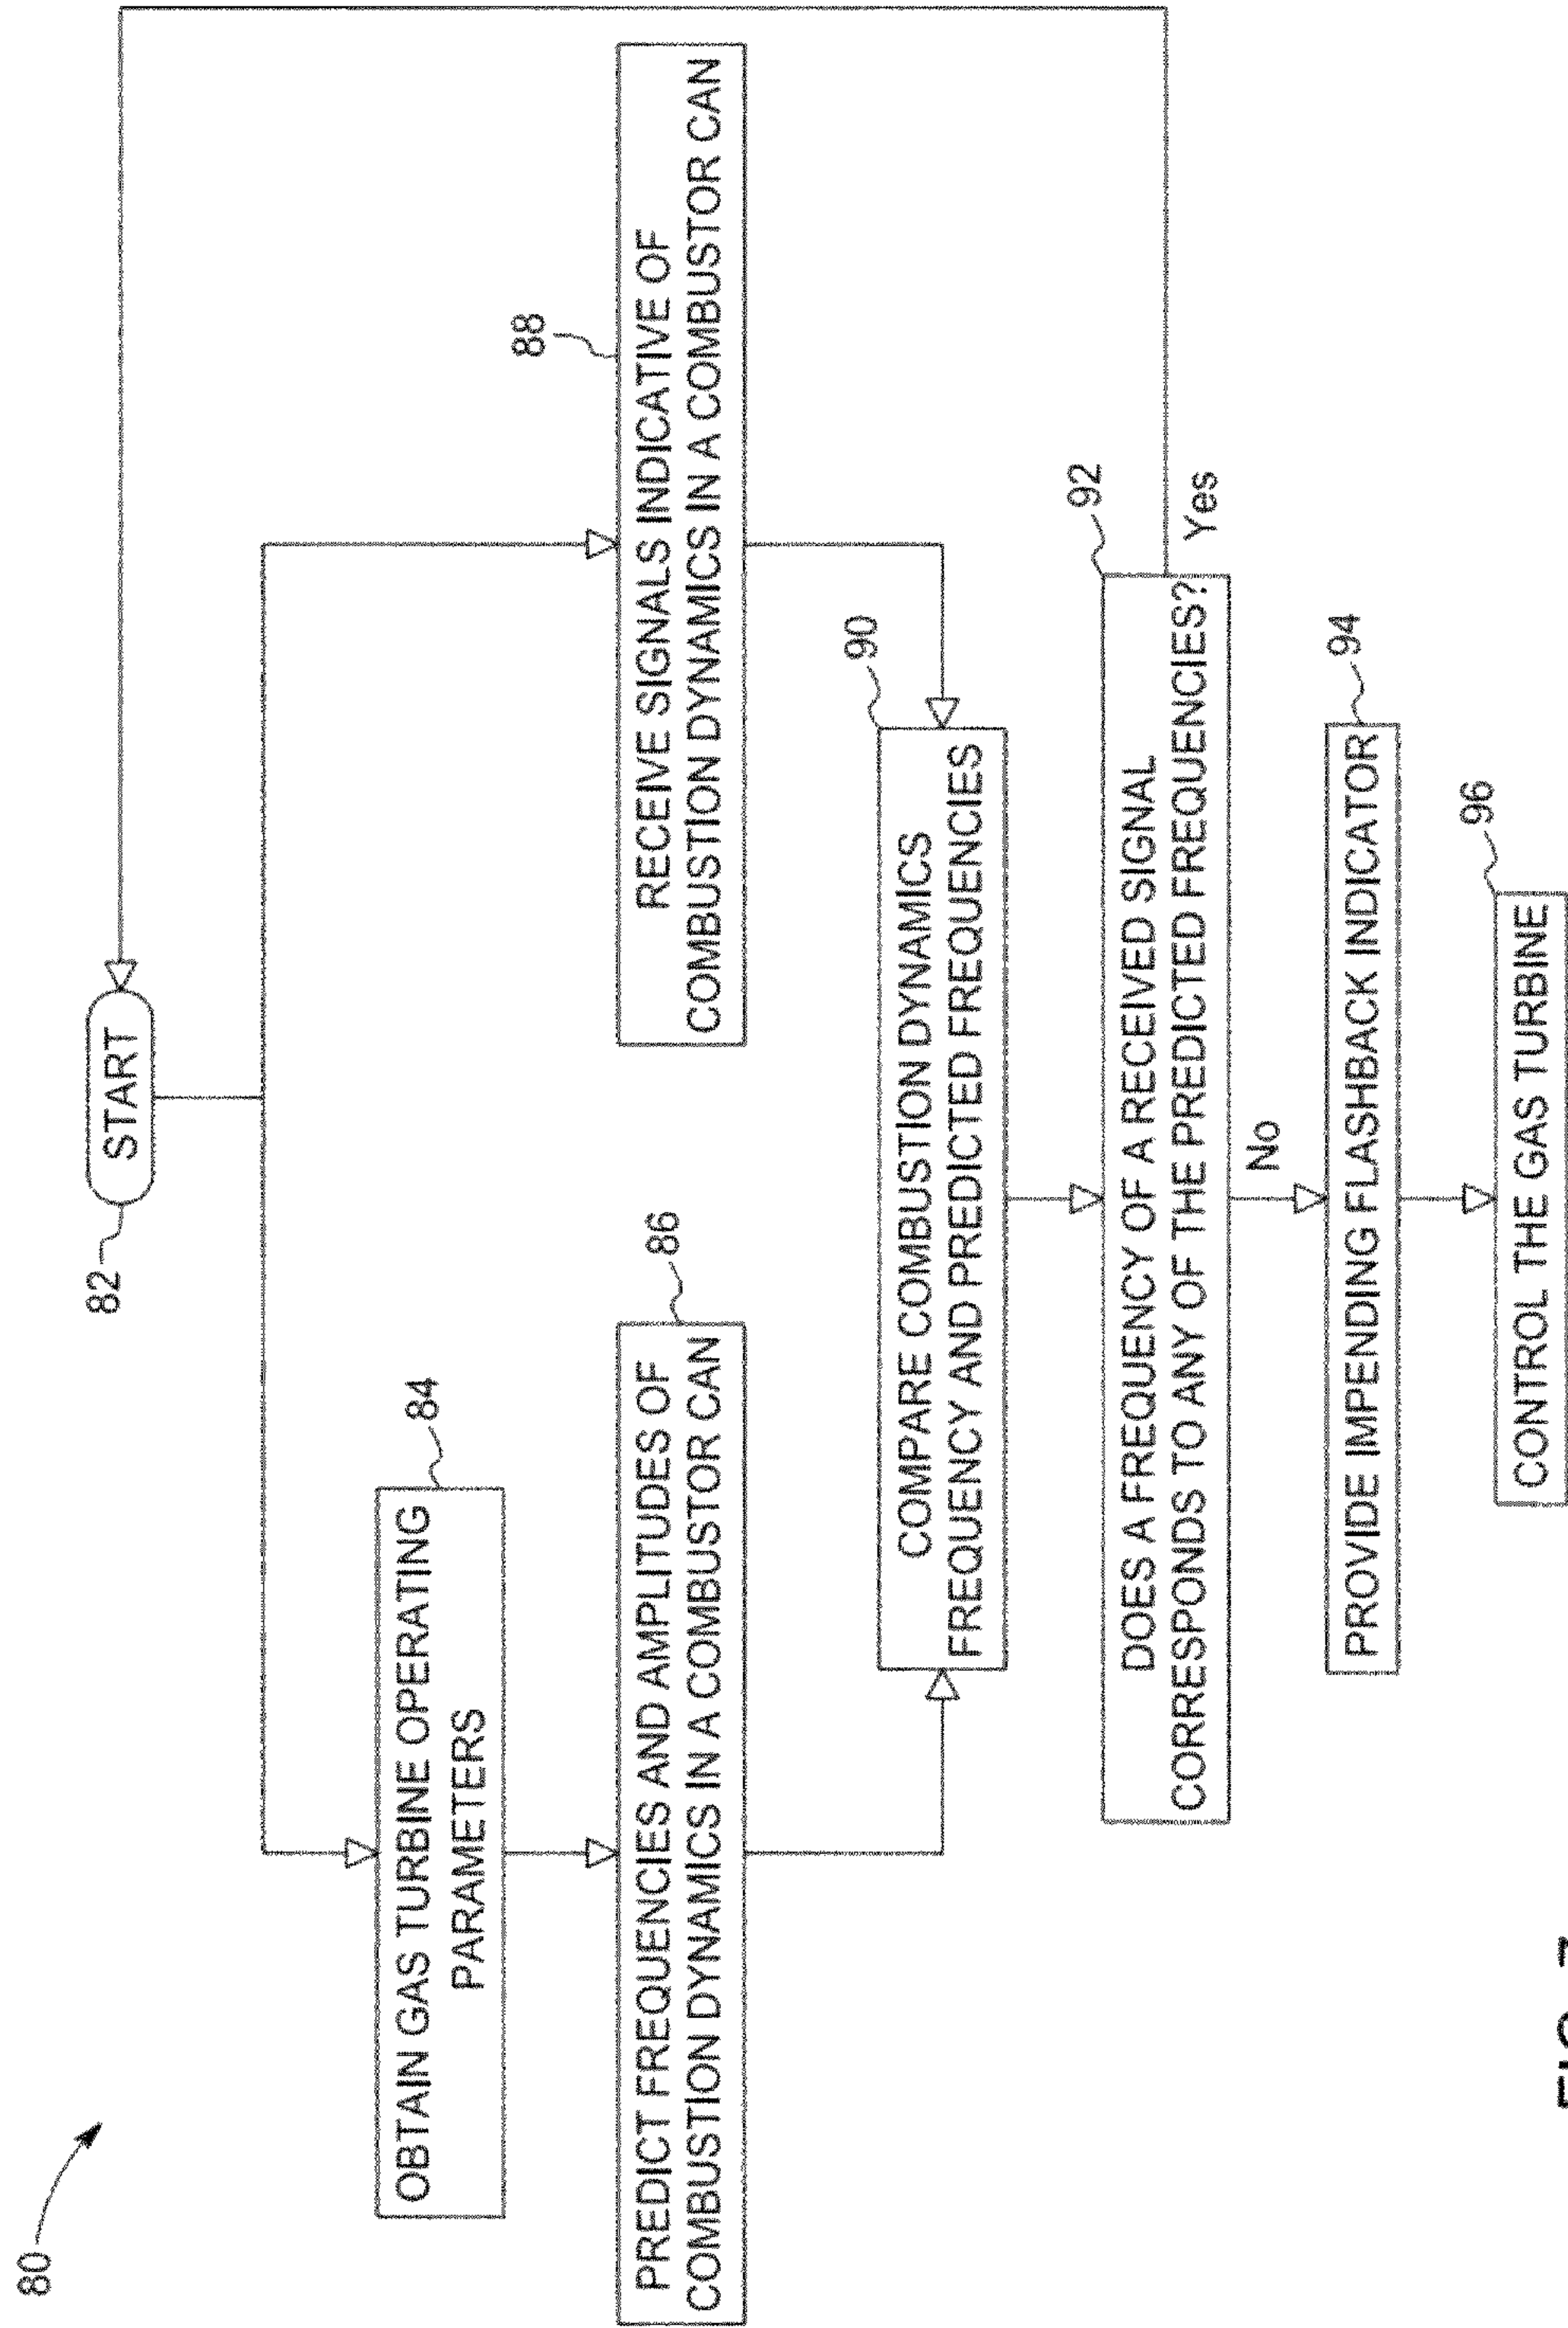 80
82
START
84
OBTAIN GAS TURBINE OPERATING
PARAMETERS
86
PREDICT FREQUENCIES AND AMPLITUDES OF
COMBUSTION DYNAMICS IN A COMBUSTOR CAN
88
RECEIVE SIGNALS INDICATIVE OF
COMBUSTION DYNAMICS IN A COMBUSTOR CAN
90
COMPARE COMBUSTION DYNAMICS
FREQUENCY AND PREDICTED FREQUENCIES
92
DOES A FREQUENCY OF A RECEIVED SIGNAL
CORRESPONDS TO ANY OF THE PREDICTED FREQUENCIES?
Yes
No
94
PROVIDE IMPENDING FLASHBACK INDICATOR
96
CONTROL THE GAS TURBINE